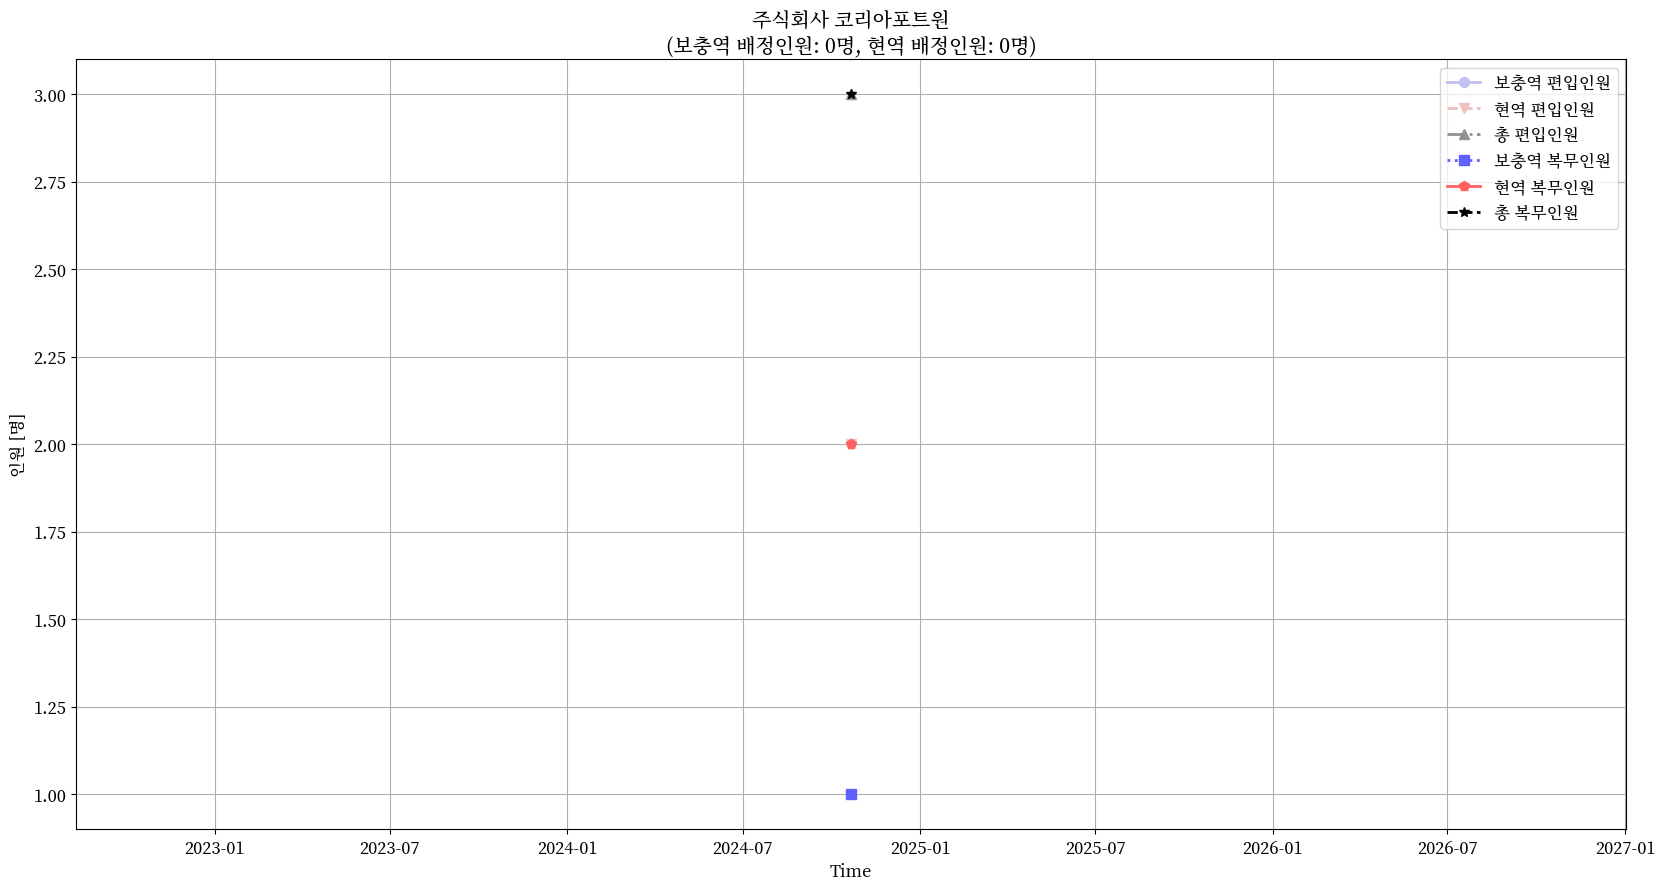 주식회사 코리아포트원
(보충역 배정인원: 0명, 현역 배정인원: 0명)
보충역 편입인원
현역 편입인원
총 편입인원
보충역 복무인원
현역 복무인원
총 복무인원
3.00
2.75
2.50
2.25
2.00
1.75
1.50
1.25
1.00
인원 [명]
2023-01
2023-07
2024-01
2024-07
2025-01
2025-07
2026-01
2026-07
2027-01
Time